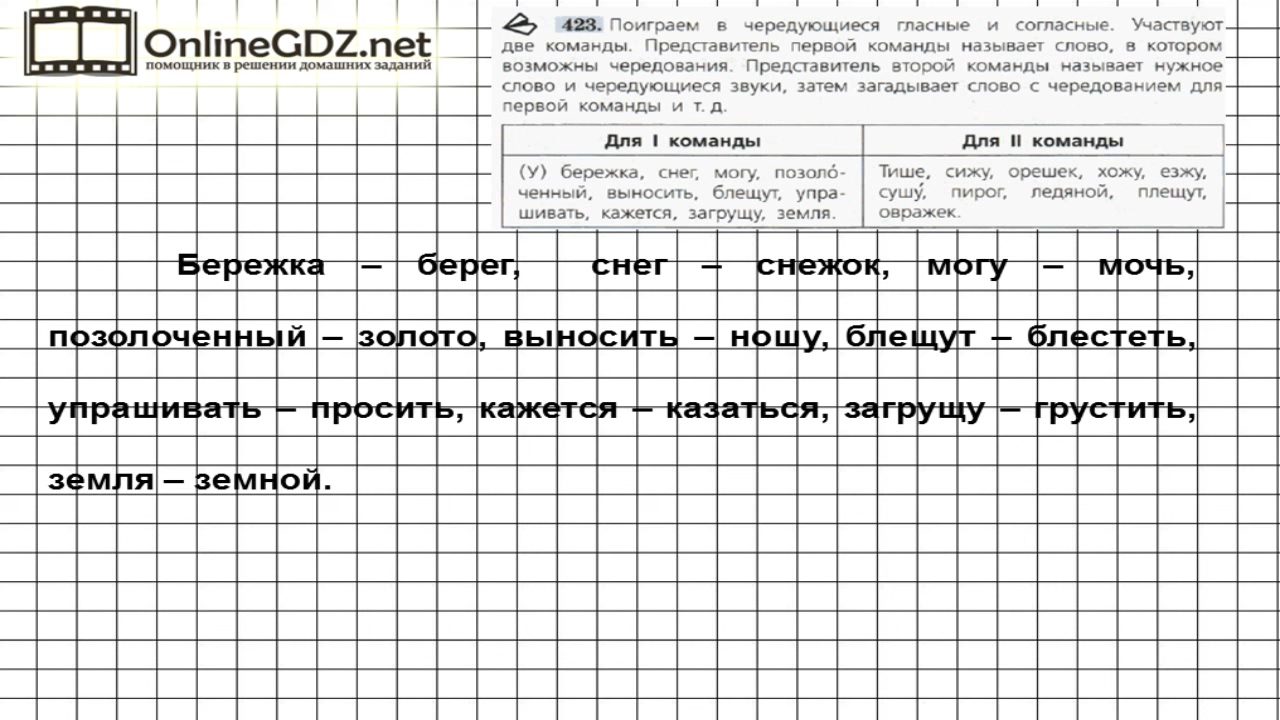 OnlineGDZ.net
помощник в решении домашних заданий
423. Поиграем в чередующиеся гласные и согласные. Участвуют
две команды. Представитель первой команды называет слово, в котором
возможны чередования. Представитель второй команды называет нужное
слово и чередующиеся звуки, затем загадывает слово с чередованием для
первой команды и т. д.
Для I команды
(У) бережка, снег, могу, позоло́-
ченный, выносить, блещут, упра-
шивать, кажется, загрущу, земля.
Для II команды
Тише, сижу, орешек, хожу, езжу,
сушу́, пирог, ледяной, плещут,
овражек.
Бережка – берег, снег – снежок, могу – мочь,
позолоченный – золото, выносить – ношу, блещут – блестеть,
упрашивать – просить, кажется – казаться, загрущу – грустить,
земля – земной.